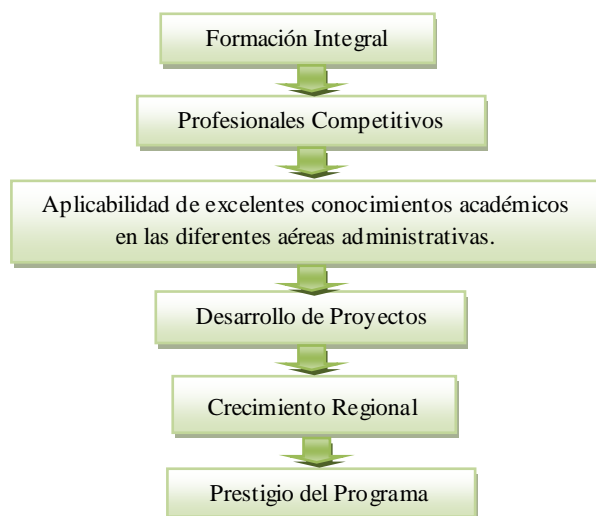 Formación Integral
Profesionales Competitivos
Aplicabilidad de excelentes conocimientos académicos
en las diferentes aéreas administrativas.
Desarrollo de Proyectos
Crecimiento Regional
Prestigio del Programa